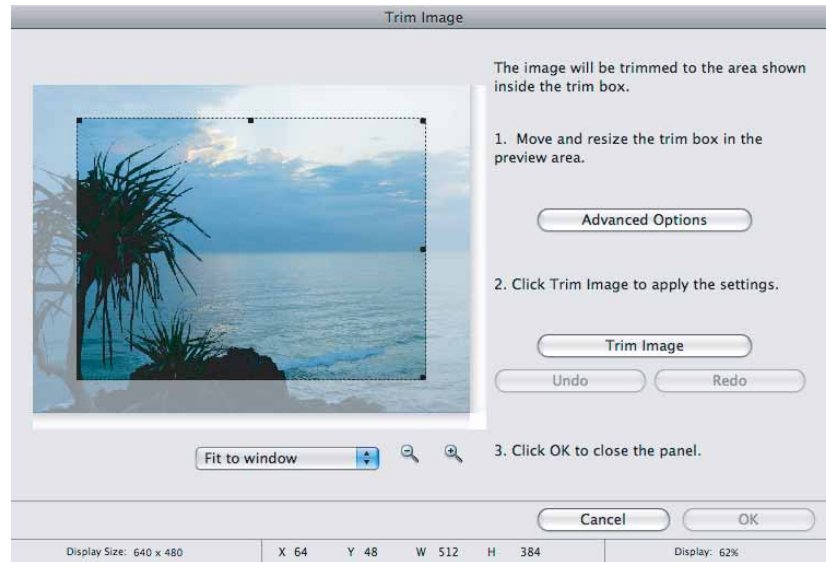 Trim Image
The image will be trimmed to the area shown
inside the trim box.
1. Move and resize the trim box in the
preview area.
Advanced Options
2. Click Trim Image to apply the settings.
Trim Image
Undo Redo
Fit to window
3. Click OK to close the panel.
Cancel OK
Display Size: 640 x 480 X 64 Y 48 W 512 H 384 Display: 62%